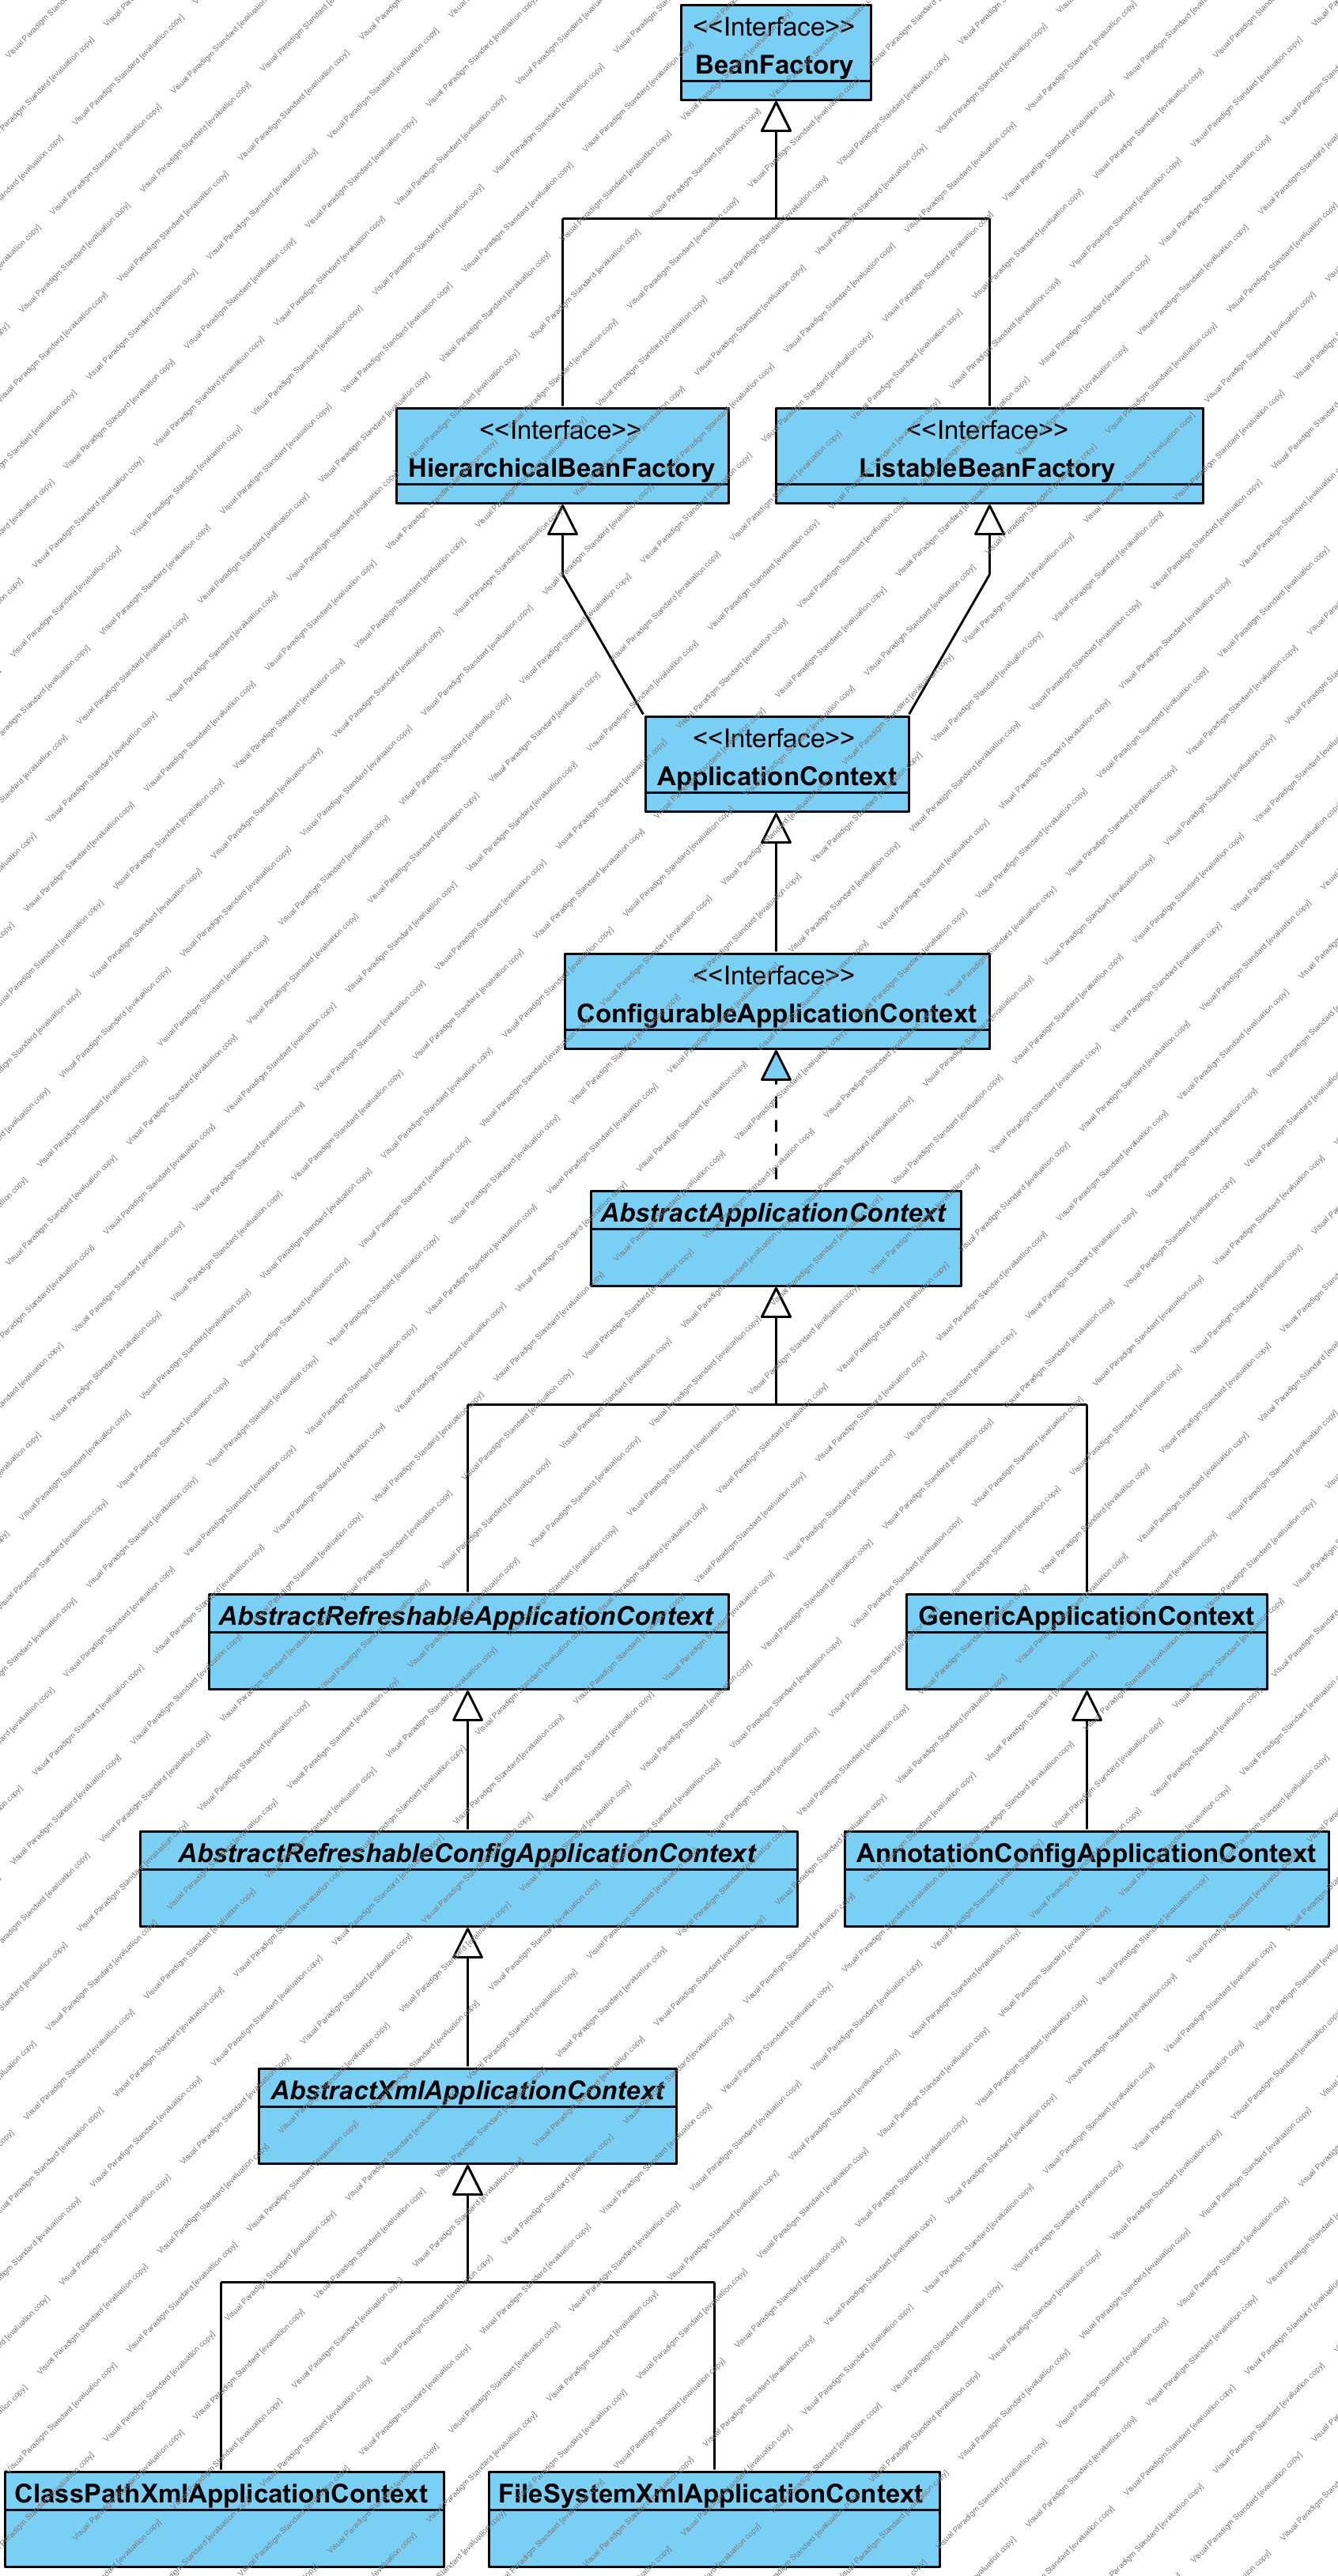 <<Interface>>
BeanFactory
<<Interface>>
HierarchicalBeanFactory
<<Interface>>
ListableBeanFactory
<<Interface>>
ApplicationContext
<<Interface>>
ConfigurableApplicationContext
AbstractApplicationContext
AbstractRefreshableApplicationContext
GenericApplicationContext
AbstractRefreshableConfigApplicationContext
AnnotationConfigApplicationContext
AbstractXmlApplicationContext
ClassPathXmlApplicationContext
FileSystemXmlApplicationContext
Visual Paradigm Standard [evaluation copy]